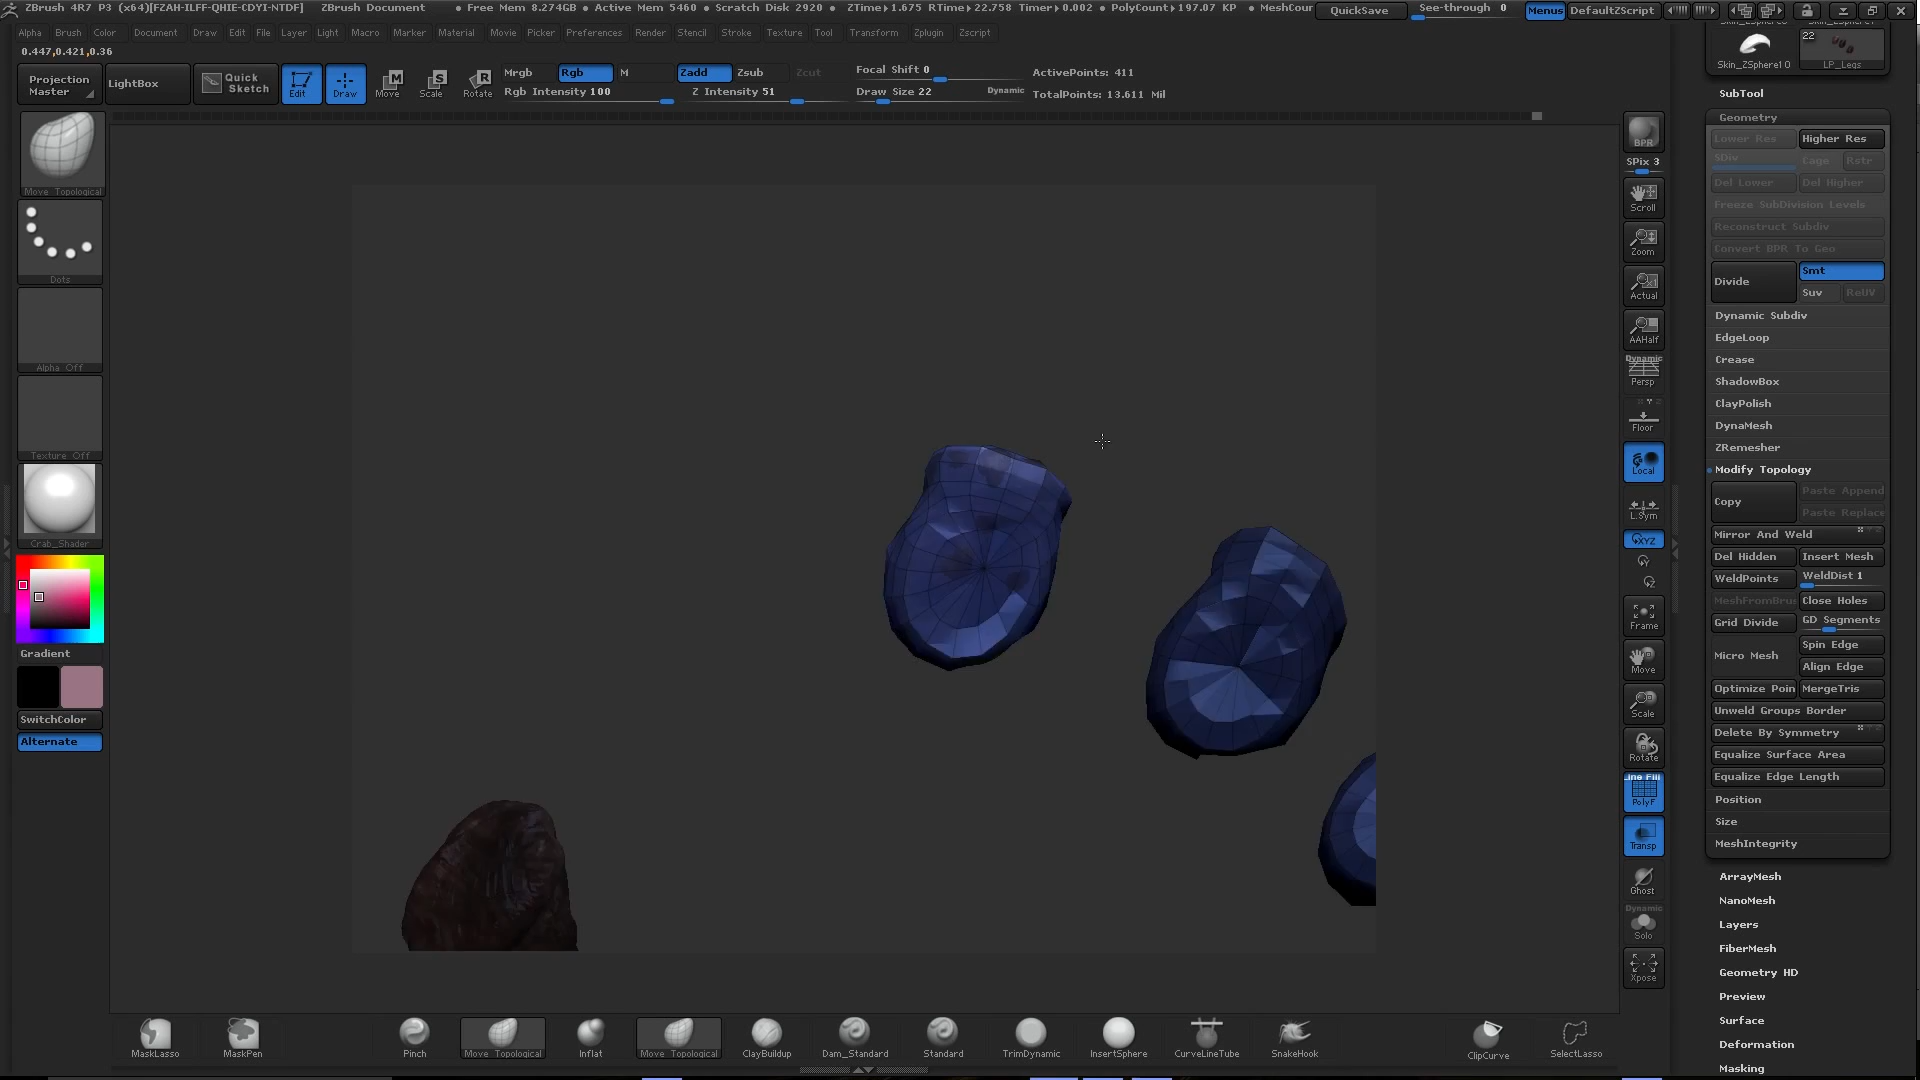 ZBrush 4R7 P3 (x64)[FZAH-ILFF-QHIE-CDYI-NTDF] ZBrush Document • Free Mem 8.274GB • Active Mem 5460 • Scratch Disk 2920 • ZTime▸1.675 RTime▸22.758 Timer▸0.002 • PolyCount▸197.07 KP • MeshCour QuickSave See-through 0 Menus DefaultZScript
Alpha Brush Color Document Draw Edit File Layer Light Macro Marker Material Movie Picker Preferences Render Stencil Stroke Texture Tool Transform Zplugin Zscript
0.447,0.421,0.36
Projection Master
LightBox
Quick Sketch
Edit
Draw
Move
Scale
Rotate
Mrgb Rgb M
Rgb Intensity 100
Zadd Zsub Zcut
Z Intensity 51
Focal Shift 0
Draw Size 22
Dynamic
ActivePoints: 411
TotalPoints: 13.611 Mil
Move Topological
Dots
Alpha Off
Texture Off
Crab_Shader
Gradient
SwitchColor
Alternate
BPR
SPix 3
Scroll
Zoom
Actual
AAHalf
Dynamic
Persp
Floor
Local
L.Sym
XYZ
Frame
Move
Scale
Rotate
Line Fill
PolyF
Transp
Ghost
Dynamic
Solo
Xpose
Skin_ZSphere10
22
LP_Legs
SubTool
Geometry
Lower Res Higher Res
SDiv Cage Rstr
Del Lower Del Higher
Freeze SubDivision Levels
Reconstruct Subdiv
Convert BPR To Geo
Divide Smt
Suv ReUV
Dynamic Subdiv
EdgeLoop
Crease
ShadowBox
ClayPolish
DynaMesh
ZRemesher
Modify Topology
Copy Paste Append
Paste Replace
Mirror And Weld
Del Hidden Insert Mesh
WeldPoints WeldDist 1
MeshFromBrus Close Holes
Grid Divide GD Segments
Micro Mesh Spin Edge
Align Edge
Optimize Poin MergeTris
Unweld Groups Border
Delete By Symmetry
Equalize Surface Area
Equalize Edge Length
Position
Size
MeshIntegrity
ArrayMesh
NanoMesh
Layers
FiberMesh
Geometry HD
Preview
Surface
Deformation
Masking
MaskLasso MaskPen Pinch Move Topological Inflat Move Topological ClayBuildup Dam_Standard Standard TrimDynamic InsertSphere CurveLineTube SnakeHook ClipCurve SelectLasso